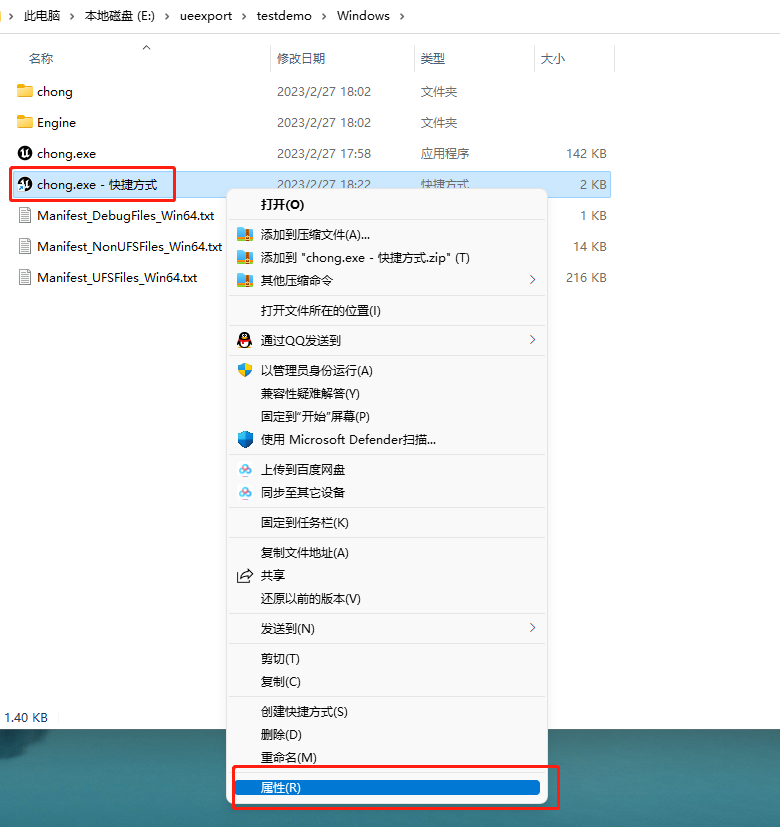 此电脑 › 本地磁盘 (E:) › ueexport › testdemo › Windows ›
名称 修改日期 类型 大小
chong 2023/2/27 18:02 文件夹
Engine 2023/2/27 18:02 文件夹
chong.exe 2023/2/27 17:58 应用程序 142 KB
chong.exe - 快捷方式 2023/2/27 18:22 快捷方式 2 KB
Manifest_DebugFiles_Win64.txt 1 KB
Manifest_NonUFSFiles_Win64.txt 14 KB
Manifest_UFSFiles_Win64.txt 216 KB
打开(O)
添加到压缩文件(A)...
添加到 "chong.exe - 快捷方式.zip" (T)
其他压缩命令
打开文件所在的位置(I)
通过QQ发送到
以管理员身份运行(A)
兼容性疑难解答(Y)
固定到"开始"屏幕(P)
使用 Microsoft Defender扫描...
上传到百度网盘
同步至其它设备
固定到任务栏(K)
复制文件地址(A)
共享
还原以前的版本(V)
发送到(N)
剪切(T)
复制(C)
创建快捷方式(S)
删除(D)
重命名(M)
属性(R)
1.40 KB